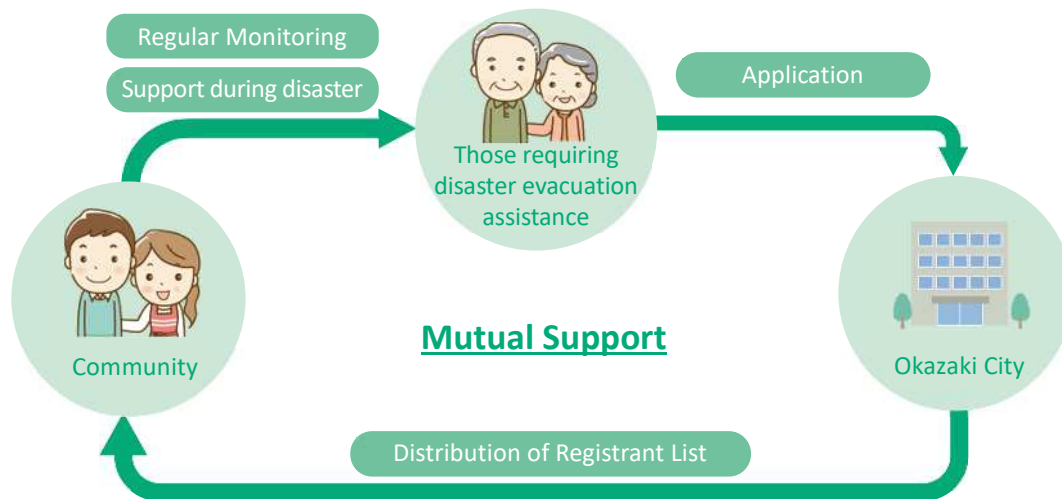 Regular Monitoring
Support during disaster
Application
Those requiring
disaster evacuation
assistance
Mutual Support
Community
Okazaki City
Distribution of Registrant List